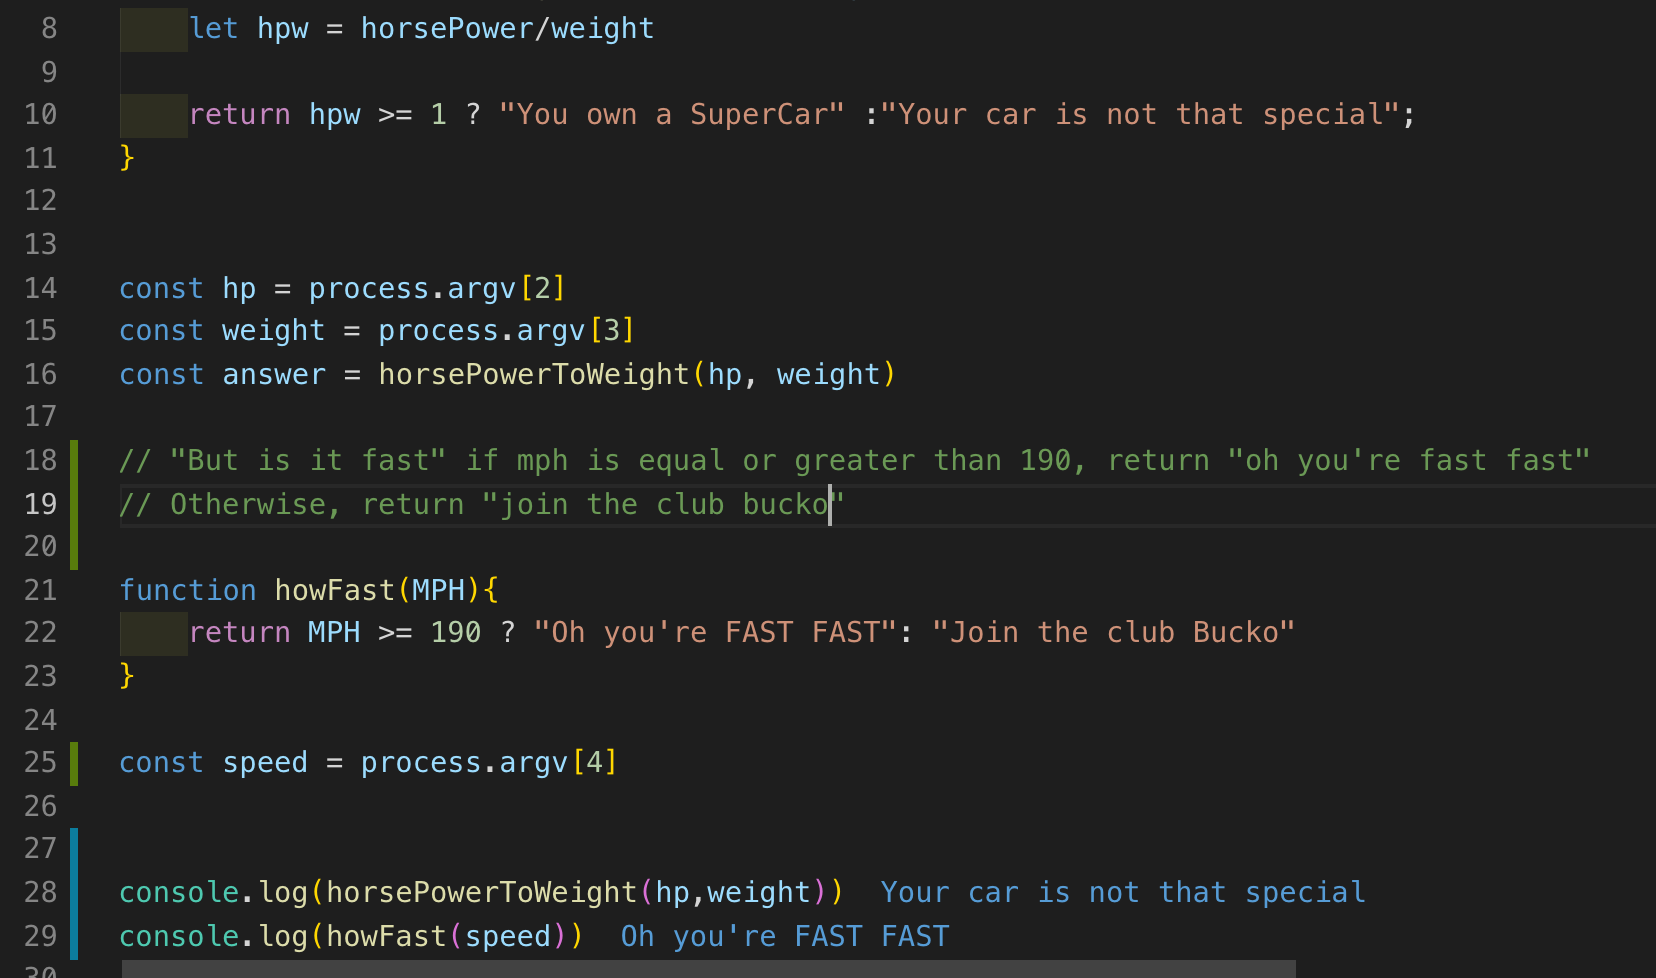 8 let hpw = horsePower/weight
9
10 return hpw >= 1 ? "You own a SuperCar" :"Your car is not that special";
11 }
12
13
14 const hp = process.argv[2]
15 const weight = process.argv[3]
16 const answer = horsePowerToWeight(hp, weight)
17
18 // "But is it fast" if mph is equal or greater than 190, return "oh you're fast fast"
19 // Otherwise, return "join the club bucko"
20
21 function howFast(MPH){
22 return MPH >= 190 ? "Oh you're FAST FAST": "Join the club Bucko"
23 }
24
25 const speed = process.argv[4]
26
27
28 console.log(horsePowerToWeight(hp,weight)) Your car is not that special
29 console.log(howFast(speed)) Oh you're FAST FAST
30